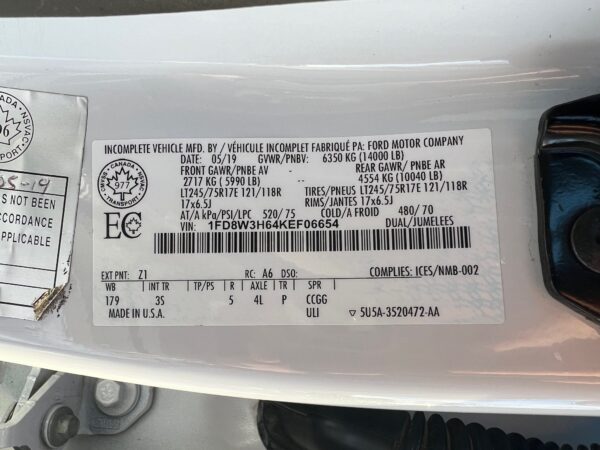 INCOMPLETE VEHICLE MFD. BY / VÉHICULE INCOMPLET FABRIQUÉ PA: FORD MOTOR COMPANY
DATE: 05/19 GVWR/PNBV: 6350 KG (14000 LB)
FRONT GAWR/PNBE AV - REAR GAWR/ PNBE AR
2717 KG ( 5990 LB) 4554 KG (10040 LB)
LT245/75R17E 121/118R TIRES/PNEUS LT245/75R17E 121/118R
17x6.5J RIMS/JANTES 17x6.5J
AT/A kPa/PSI/LPC 520/75 COLD/A FROID 480/70
VIN: 1FD8W3H64KEF06654 DUAL/JUMELEES
CANADA
977
TRANSPORT
EC
EXT PNT: Z1 RC: A6 DSO: COMPLIES: ICES/NMB-002
WB INT TR TP/PS R AXLE TR SPR
179 3S 5 4L P CCGG
MADE IN U.S.A. ULI 5U5A-3520472-AA
NSVA
TRANSPORT
05-19
S NOT BEEN
CORDANCE
APPLICABLE